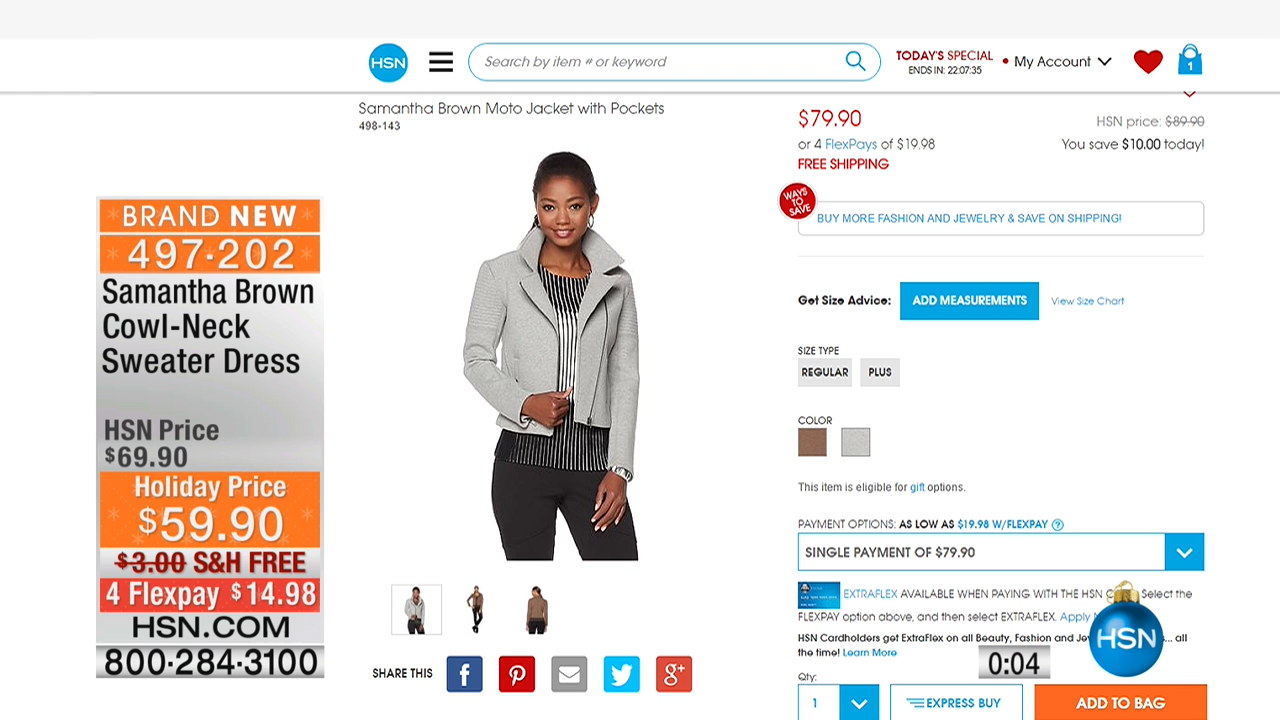 HSN
Search by item # or keyword
TODAY'S SPECIAL
ENDS IN: 22:07:35
My Account
1
Samantha Brown Moto Jacket with Pockets
498-143
$79.90
HSN price: $89.90
or 4 FlexPays of $19.98
You save $10.00 today!
FREE SHIPPING
WAYS
TO
SAVE
BUY MORE FASHION AND JEWELRY & SAVE ON SHIPPING!
BRAND NEW
497·202
Samantha Brown
Cowl-Neck
Sweater Dress
HSN Price
$69.90
Holiday Price
$59.90
$3.00 S&H FREE
4 Flexpay $14.98
HSN.COM
800·284·3100
Get Size Advice:
ADD MEASUREMENTS
View Size Chart
SIZE TYPE
REGULAR
PLUS
COLOR
This item is eligible for gift options.
PAYMENT OPTIONS: AS LOW AS $19.98 W/FLEXPAY ?
SINGLE PAYMENT OF $79.90
EXTRAFLEX AVAILABLE WHEN PAYING WITH THE HSN Select the
FLEXPAY option above, and then select EXTRAFLEX. Apply
HSN Cardholders get ExtraFlex on all Beauty, Fashion and ... all
the time! Learn More
HSN
0:04
SHARE THIS
f
g+
Qty:
1
EXPRESS BUY
ADD TO BAG